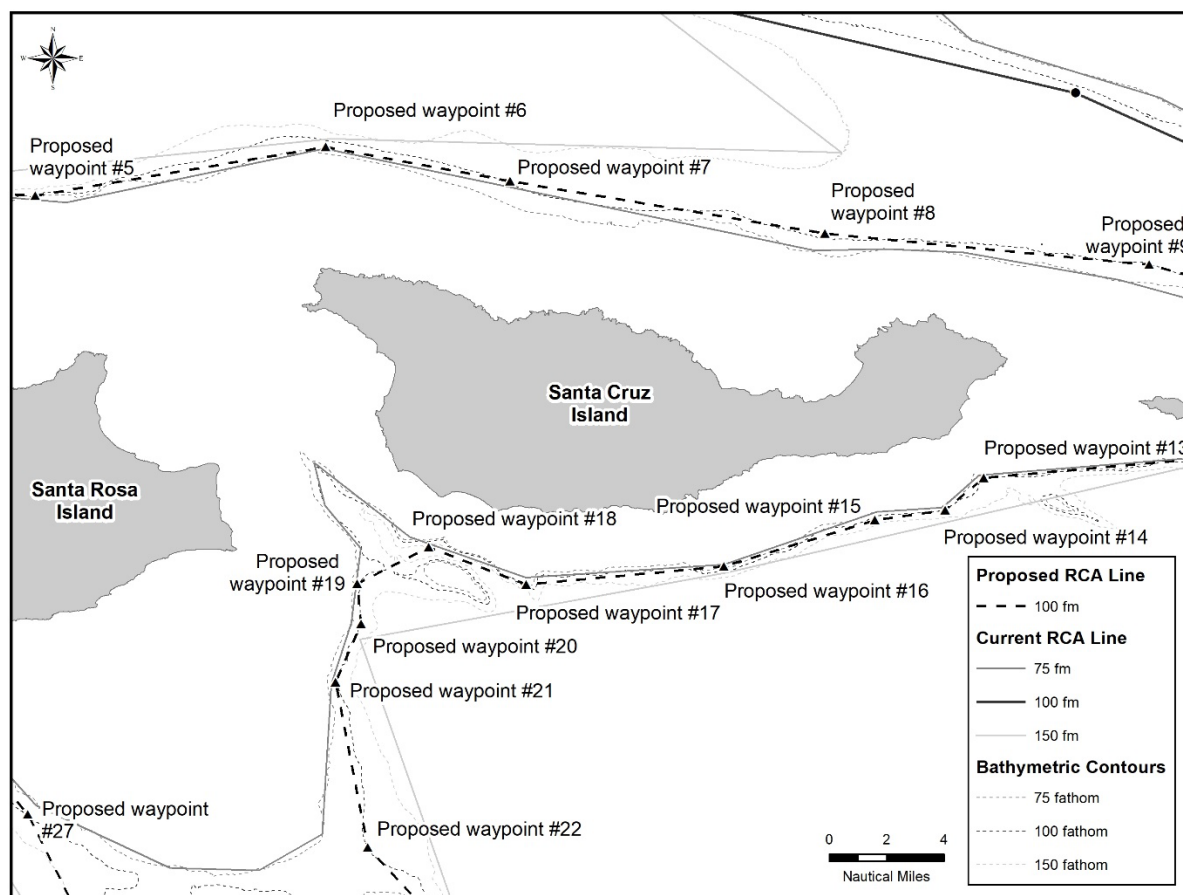 N
W E
S
Proposed waypoint #6
Proposed
waypoint #5
Proposed waypoint #7
Proposed
waypoint #8
Proposed
waypoint #9
Santa Cruz
Island
Santa Rosa
Island
Proposed waypoint #13
Proposed waypoint #15
Proposed waypoint #18
Proposed waypoint #14
Proposed
waypoint #19
Proposed waypoint #16
Proposed waypoint #17
Proposed waypoint #20
Proposed waypoint #21
Proposed waypoint
#27
Proposed waypoint #22
Proposed RCA Line
100 fm
Current RCA Line
75 fm
100 fm
150 fm
Bathymetric Contours
75 fathom
100 fathom
150 fathom
0 2 4
Nautical Miles